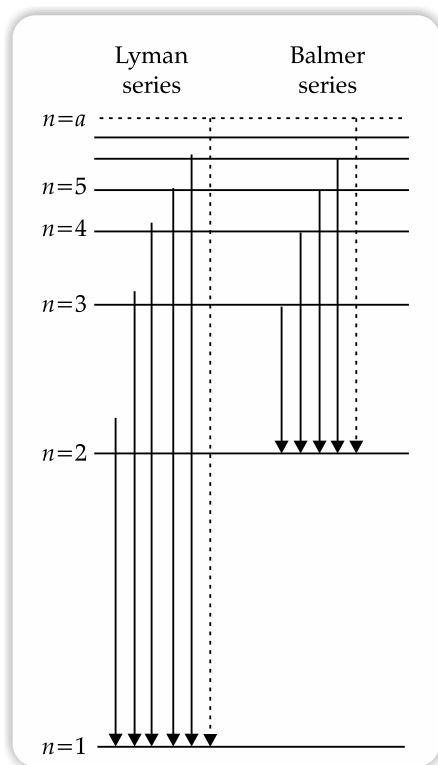 Lyman
series
Balmer
series
n=a
n=5
n=4
n=3
n=2
n=1